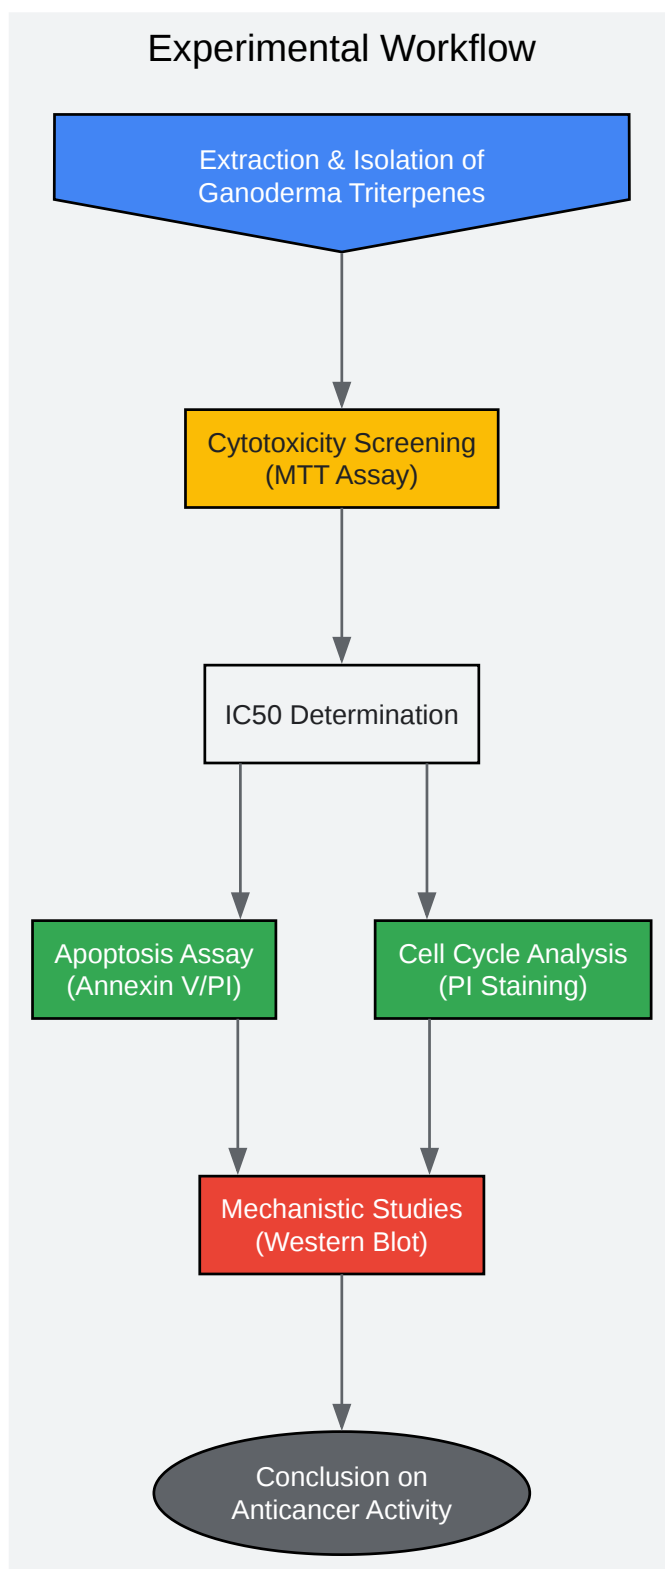 Experimental Workflow
Extraction & Isolation of
Ganoderma Triterpenes
Cytotoxicity Screening
(MTT Assay)
IC50 Determination
Apoptosis Assay
(Annexin V/PI)
Cell Cycle Analysis
(PI Staining)
Mechanistic Studies
(Western Blot)
Conclusion on
Anticancer Activity